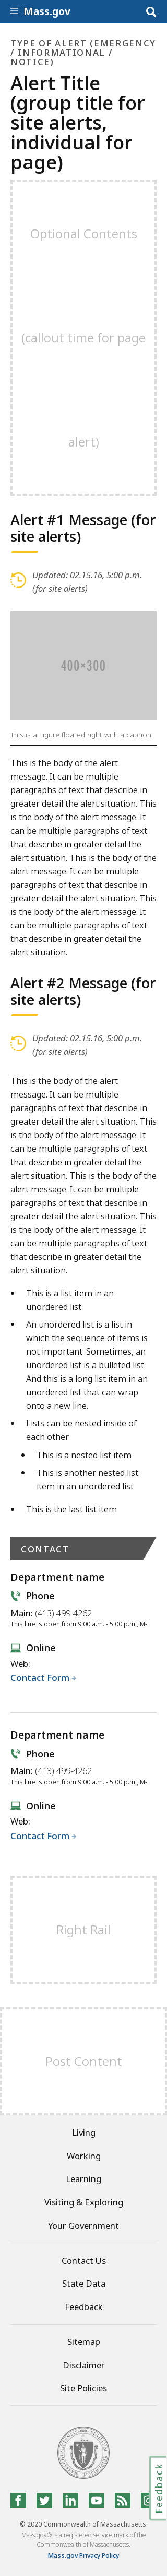 Mass.gov
TYPE OF ALERT (EMERGENCY
/ INFORMATIONAL /
NOTICE)
Alert Title
(group title for
site alerts,
individual for
page)
Optional Contents
(callout time for page
alert)
Alert #1 Message (for
site alerts)
Updated: 02.15.16, 5:00 p.m.
(for site alerts)
400×300
This is a Figure floated right with a caption
This is the body of the alert
message. It can be multiple
paragraphs of text that describe in
greater detail the alert situation. This
is the body of the alert message. It
can be multiple paragraphs of text
that describe in greater detail the
alert situation. This is the body of the
alert message. It can be multiple
paragraphs of text that describe in
greater detail the alert situation. This
is the body of the alert message. It
can be multiple paragraphs of text
that describe in greater detail the
alert situation.
Alert #2 Message (for
site alerts)
Updated: 02.15.16, 5:00 p.m.
(for site alerts)
This is the body of the alert
message. It can be multiple
paragraphs of text that describe in
greater detail the alert situation. This
is the body of the alert message. It
can be multiple paragraphs of text
that describe in greater detail the
alert situation. This is the body of the
alert message. It can be multiple
paragraphs of text that describe in
greater detail the alert situation. This
is the body of the alert message. It
can be multiple paragraphs of text
that describe in greater detail the
alert situation.
• This is a list item in an
unordered list
• An unordered list is a list in
which the sequence of items is
not important. Sometimes, an
unordered list is a bulleted list.
And this is a long list item in an
unordered list that can wrap
onto a new line.
• Lists can be nested inside of
each other
• This is a nested list item
• This is another nested list
item in an unordered list
• This is the last list item
CONTACT
Department name
Phone
Main: (413) 499-4262
This line is open from 9:00 a.m. - 5:00 p.m., M-F
Online
Web:
Contact Form +
Department name
Phone
Main: (413) 499-4262
This line is open from 9:00 a.m. - 5:00 p.m., M-F
Online
Web:
Contact Form +
Right Rail
Post Content
Living
Working
Learning
Visiting & Exploring
Your Government
Contact Us
State Data
Feedback
Sitemap
Disclaimer
Site Policies
Feedback
© 2020 Commonwealth of Massachusetts.
Mass.gov® is a registered service mark of the
Commonwealth of Massachusetts.
Mass.gov Privacy Policy